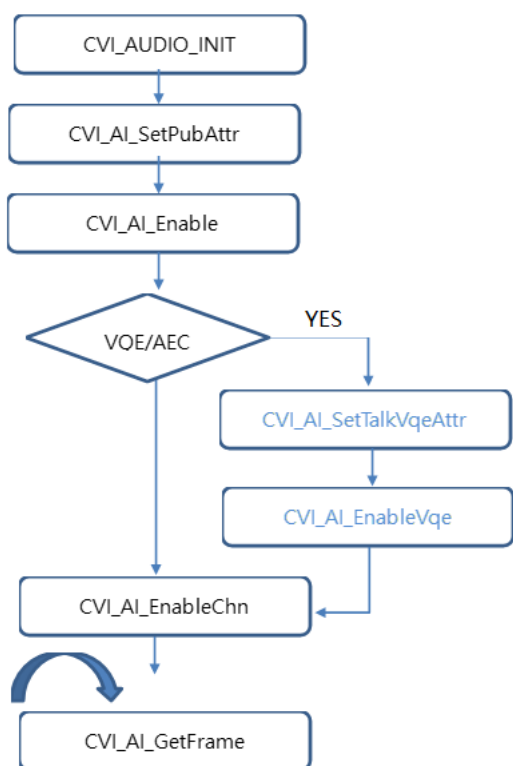 CVI_AUDIO_INIT
CVI_AI_SetPubAttr
CVI_AI_Enable
VQE/AEC
YES
CVI_AI_SetTalkVqeAttr
CVI_AI_EnableVqe
CVI_AI_EnableChn
CVI_AI_GetFrame